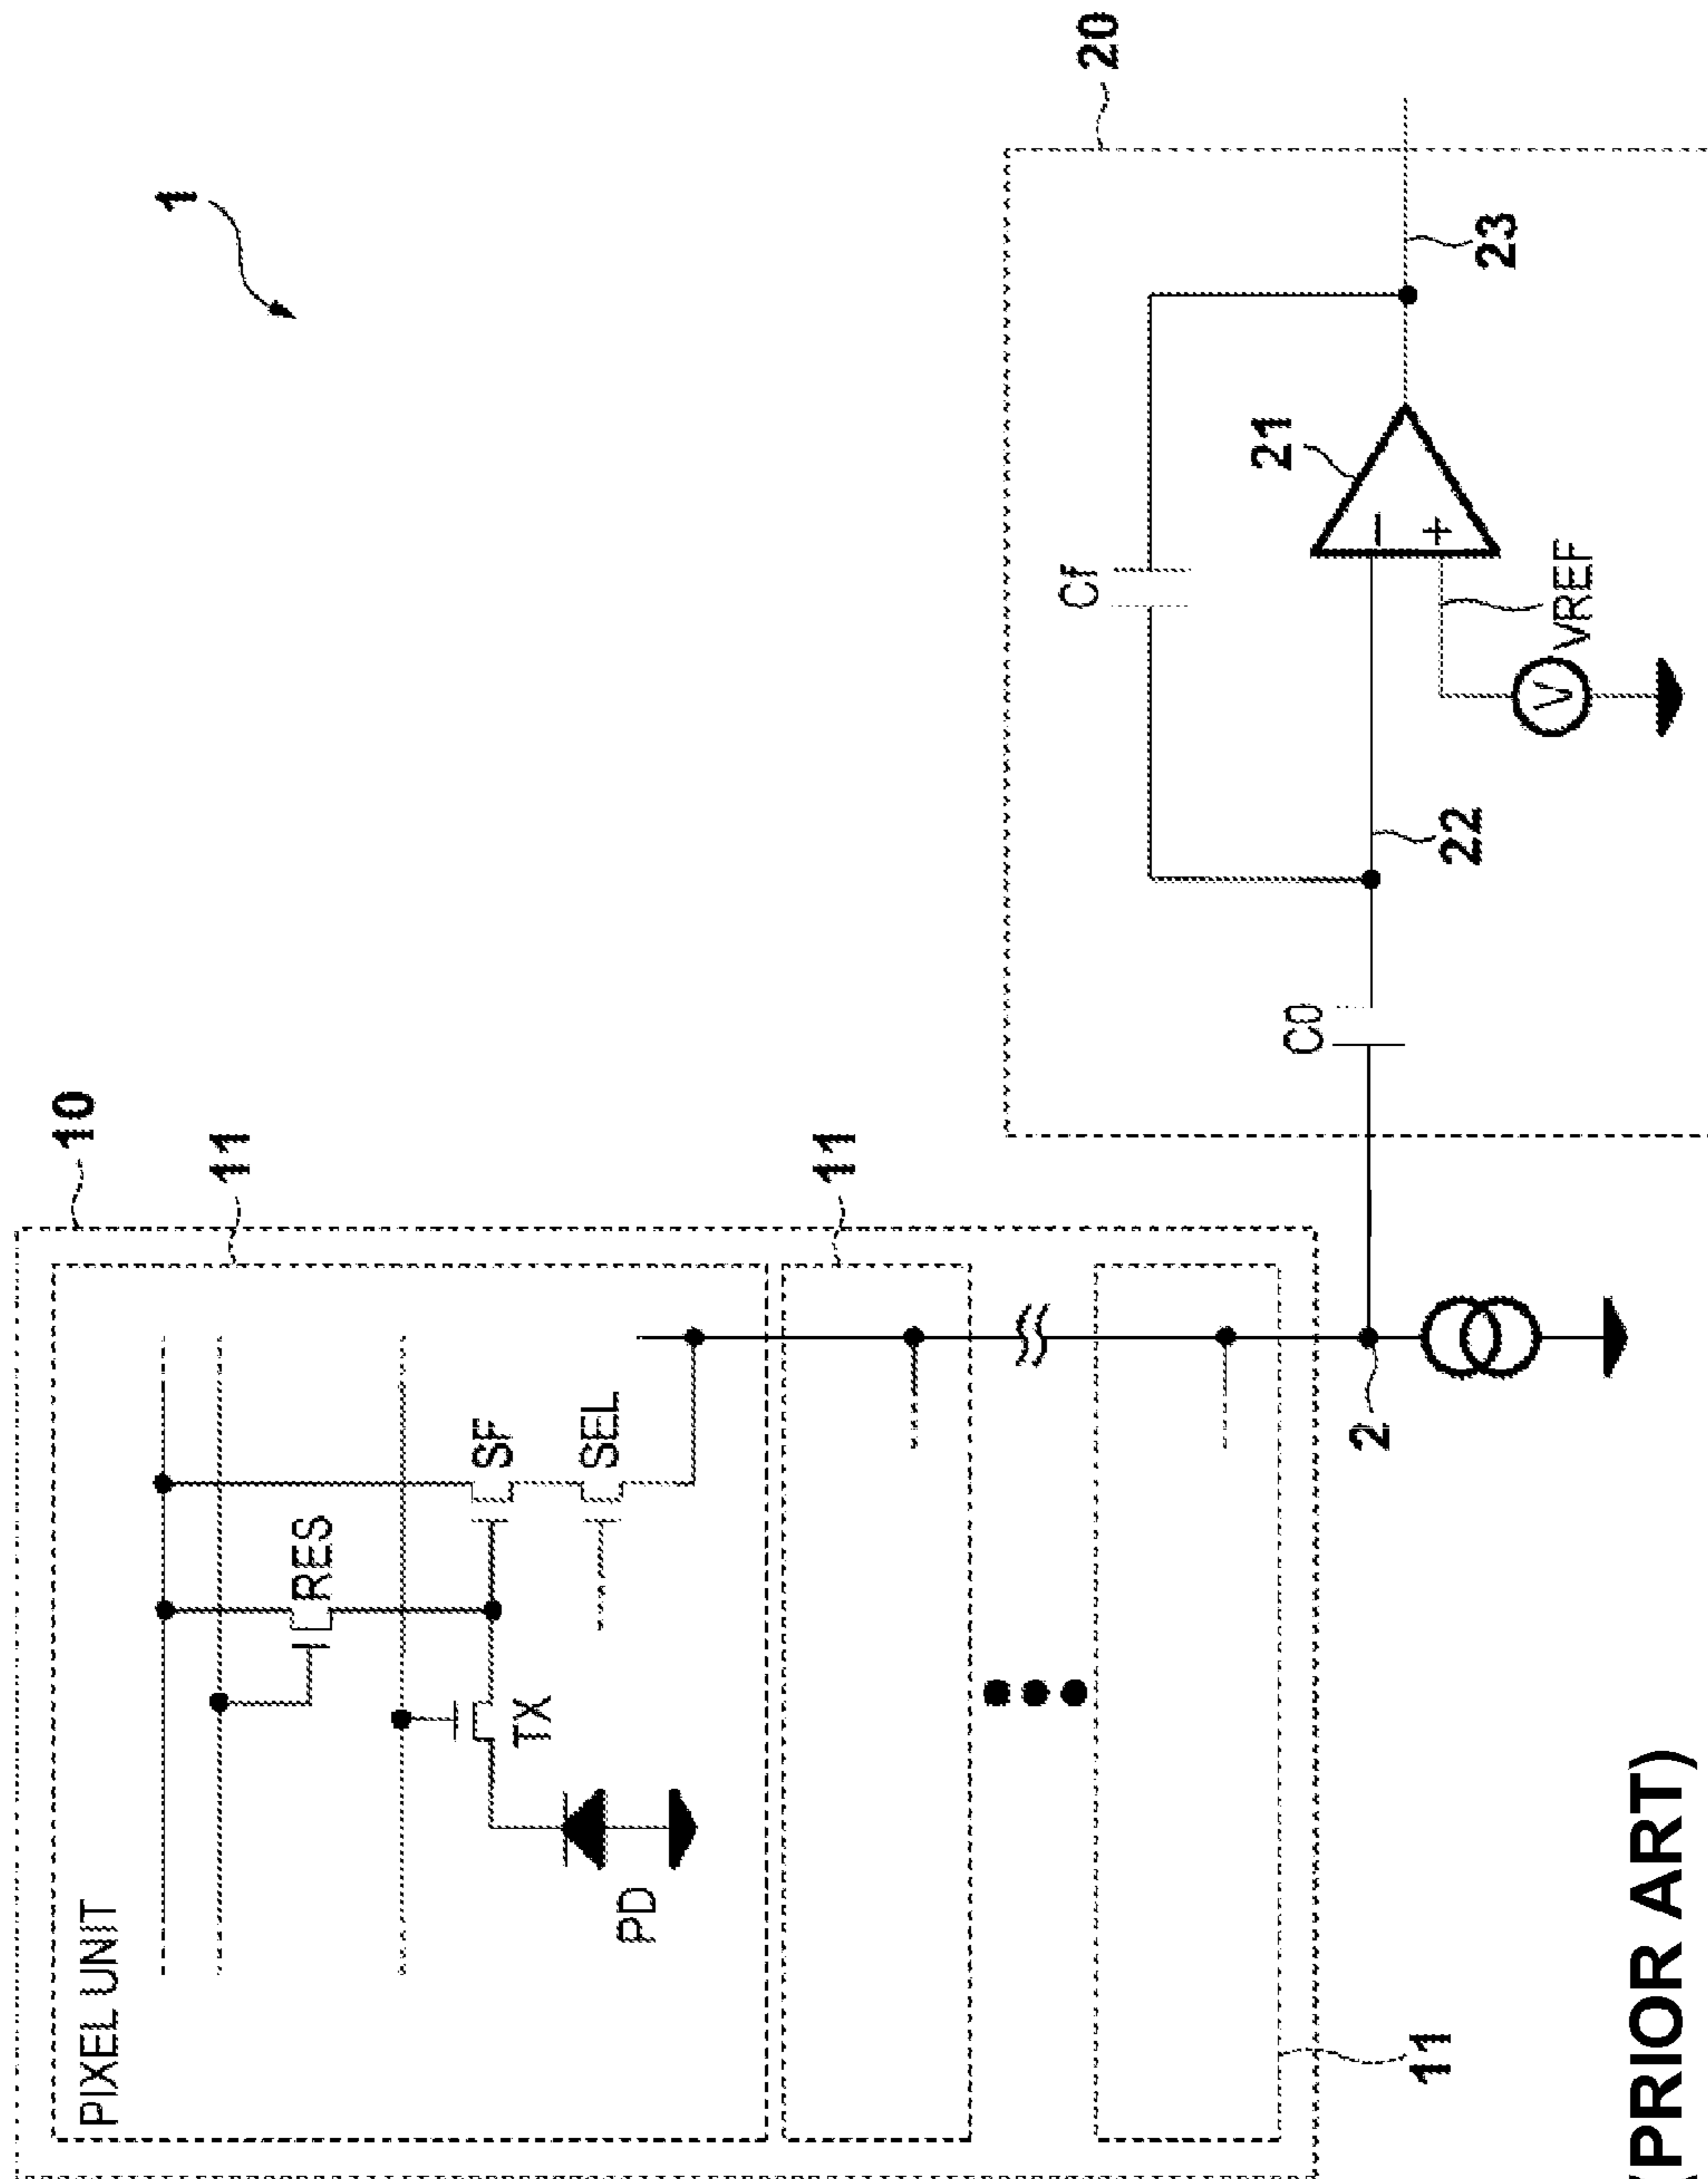 1
10
PIXEL UNIT
11
RES
SF
TX
SEL
PD
11
11
2
20
Cf
C0
21
−
+
22
23
VREF
V
(PRIOR ART)